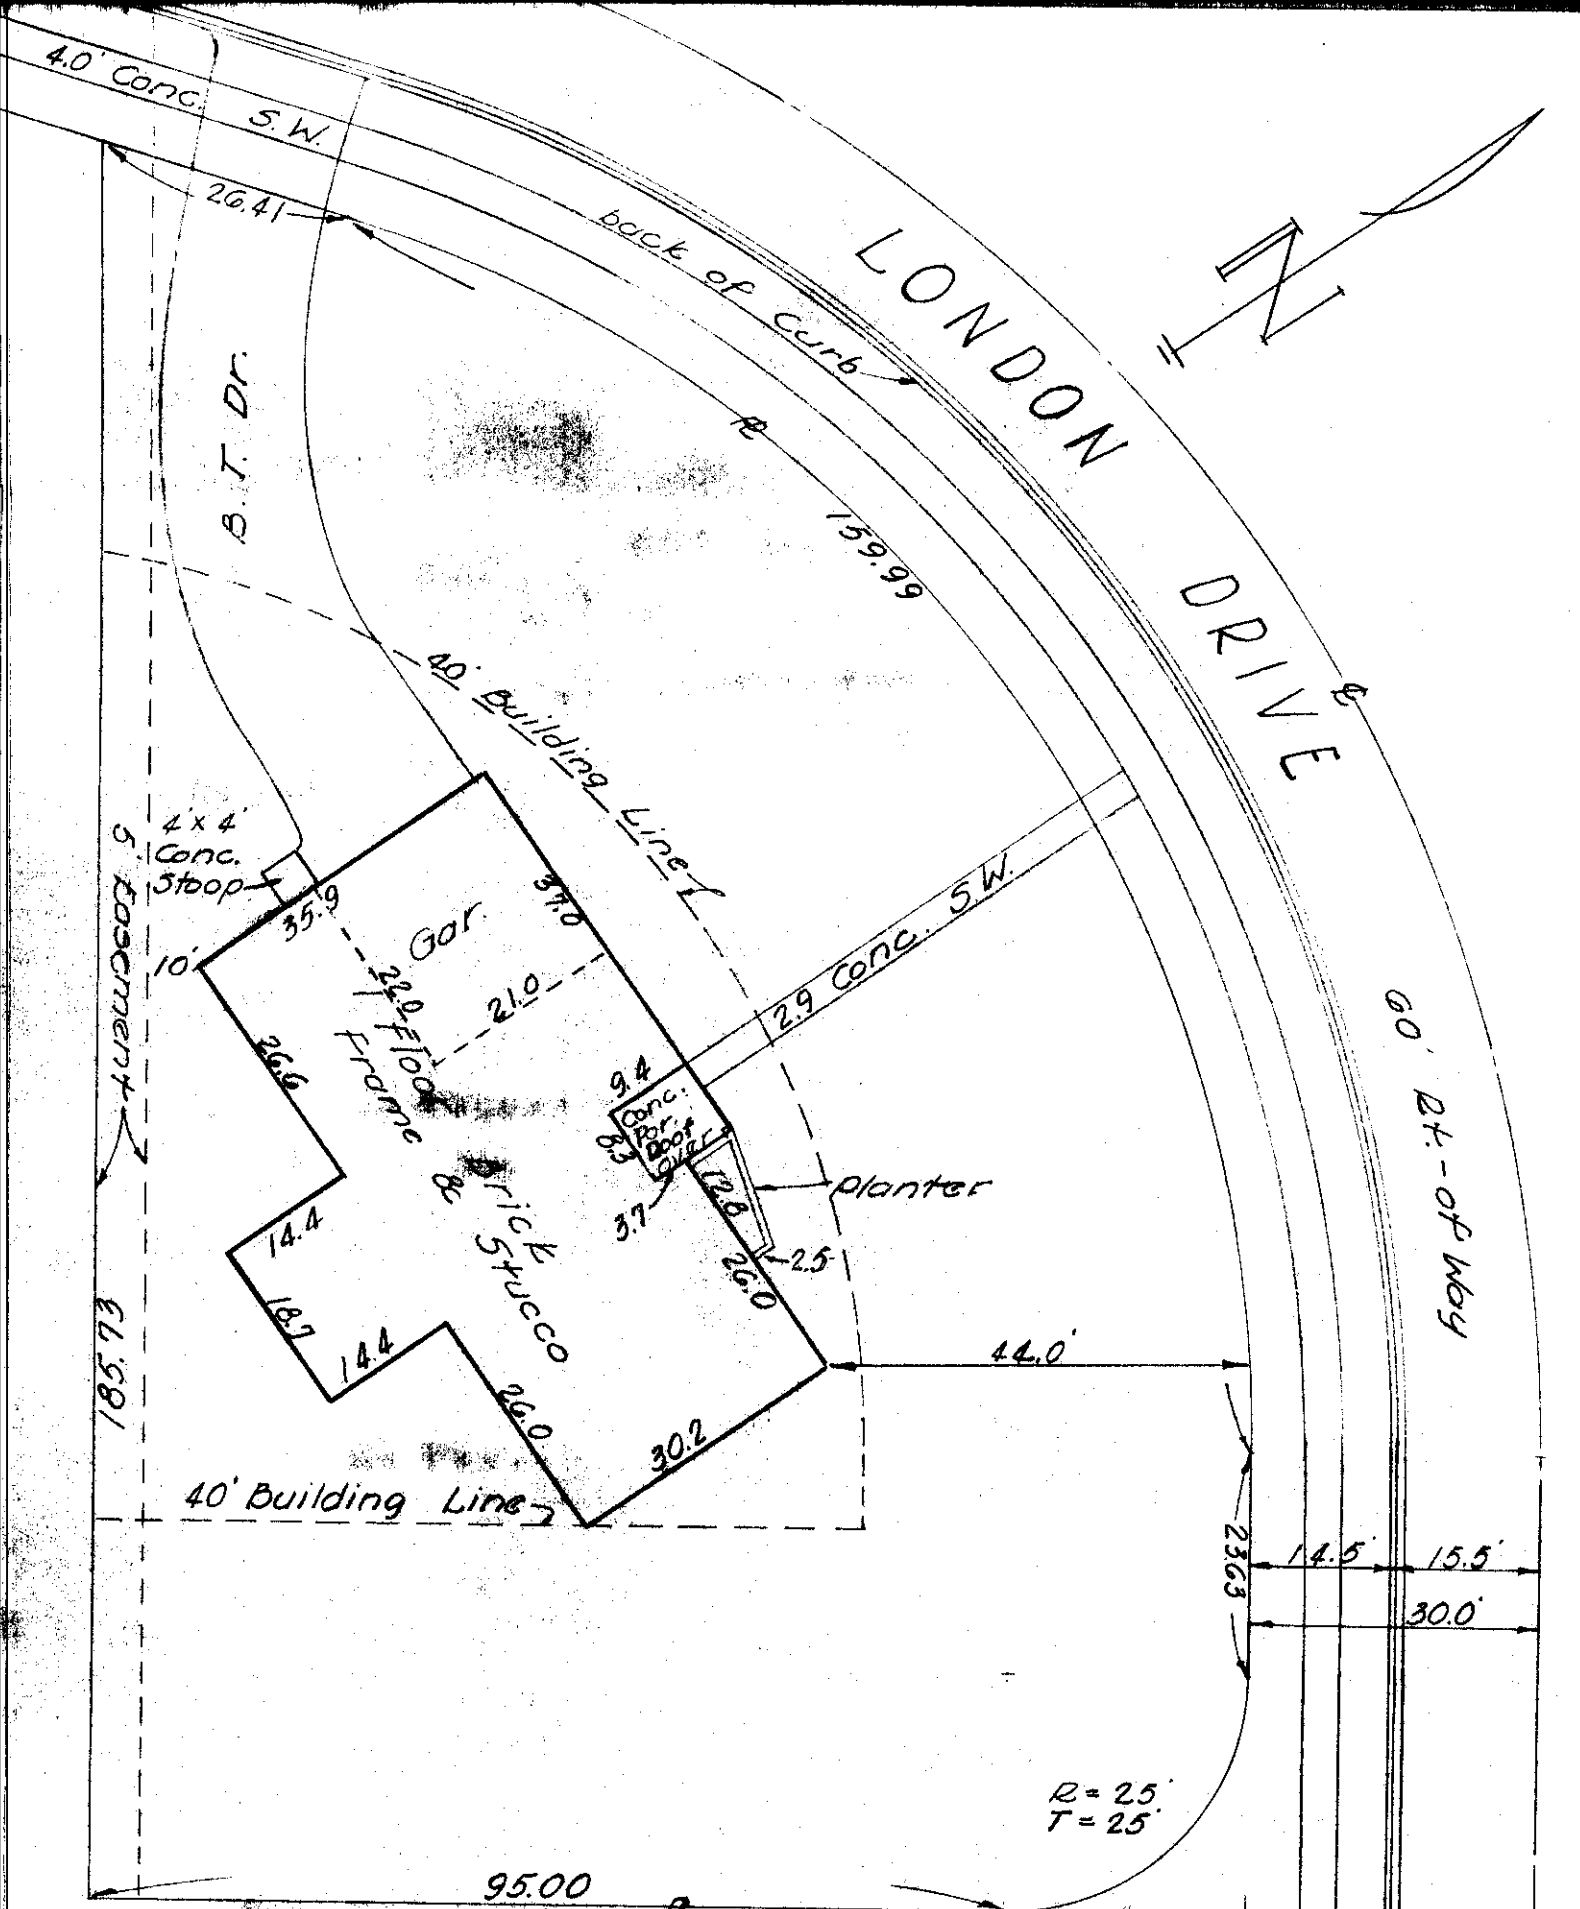 4.0' Conc. S.W.
26.41
back of Curb
LONDON DRIVE
N
B.T. Dr.
159.99
40' Building Line
4'x4'
Conc.
Stoop
5' Easement
35.9
Gar.
37.0
10'
22.0
21.0
Floor
Frame
&
Brick
Stucco
26.6
2.9 Conc. S.W.
9.4
Conc.
Por.
Roof
Over
8.3
3.7
12.8
Planter
2.5
26.0
60' Rt.-of Way
14.4
18.7
14.4
26.0
30.2
44.0'
185.73
40' Building Line
23.63
14.5'
15.5'
30.0'
R = 25'
T = 25'
95.00